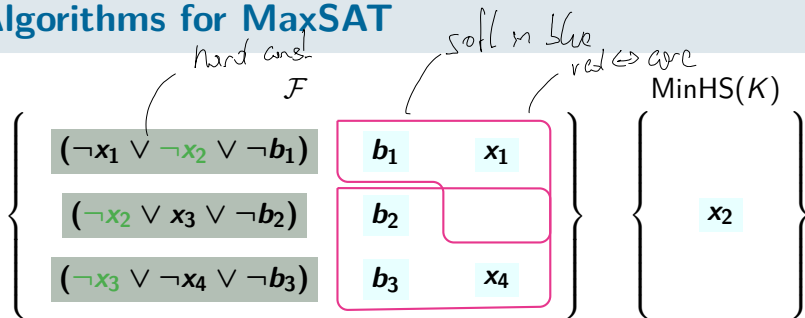 Algorithms for MaxSAT
hard const
soft in blue
red ⇔ core
F MinHS(K)
(¬x₁ ∨ ¬x₂ ∨ ¬b₁) b₁ x₁
(¬x₂ ∨ x₃ ∨ ¬b₂) b₂ x₂
(¬x₃ ∨ ¬x₄ ∨ ¬b₃) b₃ x₄